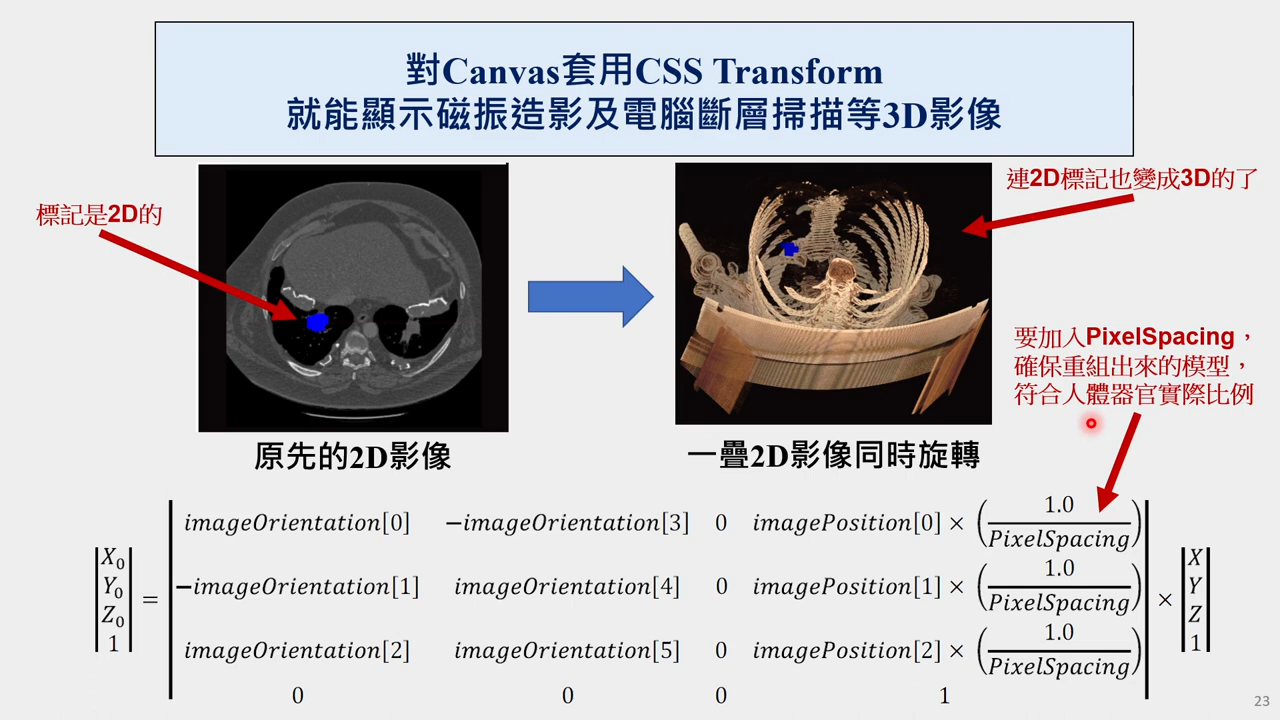 對Canvas套用CSS Transform
就能顯示磁振造影及電腦斷層掃描等3D影像
標記是2D的
連2D標記也變成3D的了
要加入PixelSpacing，
確保重組出來的模型，
符合人體器官實際比例
原先的2D影像
一疊2D影像同時旋轉
|X₀| = |imageOrientation[0] −imageOrientation[3] 0 imagePosition[0] × (1.0/PixelSpacing)| × |X|
|Y₀| |−imageOrientation[1] imageOrientation[4] 0 imagePosition[1] × (1.0/PixelSpacing)| |Y|
|Z₀| |imageOrientation[2] imageOrientation[5] 0 imagePosition[2] × (1.0/PixelSpacing)| |Z|
|1| |0 0 0 1| |1|
23